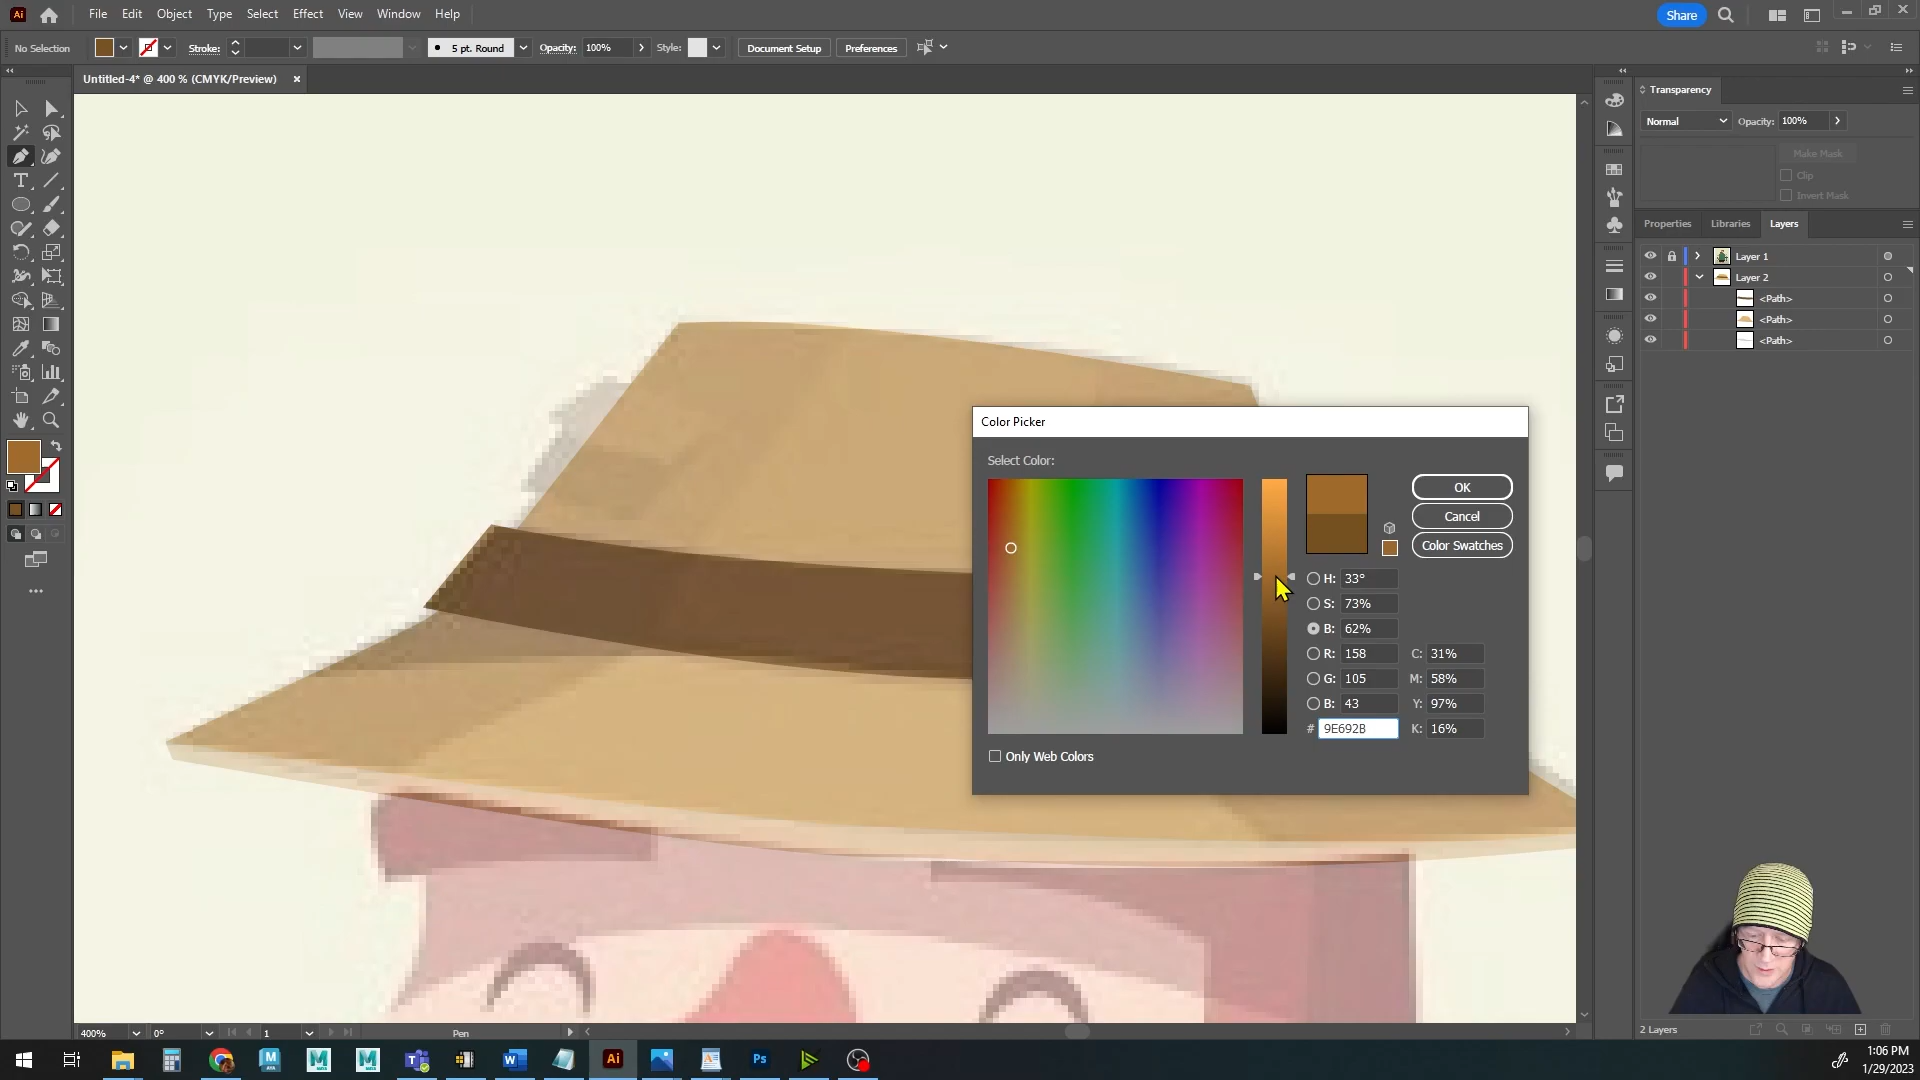 Ai File Edit Object Type Select Effect View Window Help Share
No Selection Stroke: 5 pt. Round Opacity: 100% Style: Document Setup Preferences
Untitled-4* @ 400 % (CMYK/Preview)
Transparency
Normal Opacity: 100%
Make Mask
Clip
Invert Mask
Properties Libraries Layers
Layer 1
Layer 2
<Path>
<Path>
<Path>
Color Picker
Select Color:
OK
Cancel
Color Swatches
H: 33°
S: 73%
B: 62%
R: 158 C: 31%
G: 105 M: 58%
B: 43 Y: 97%
# 9E692B K: 16%
Only Web Colors
400% 0° 1 Pen
2 Layers
1:06 PM
1/29/2023